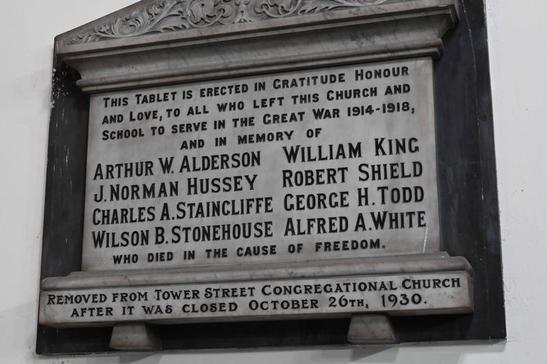 THIS TABLET IS ERECTED IN GRATITUDE HONOUR
AND LOVE, TO ALL WHO LEFT THIS CHURCH AND
SCHOOL TO SERVE IN THE GREAT WAR 1914-1918,
AND IN MEMORY OF
ARTHUR W. ALDERSON WILLIAM KING
J. NORMAN HUSSEY ROBERT SHIELD
CHARLES A. STAINCLIFFE GEORGE H. TODD
WILSON B. STONEHOUSE ALFRED A. WHITE
WHO DIED IN THE CAUSE OF FREEDOM.
REMOVED FROM TOWER STREET CONGREGATIONAL CHURCH
AFTER IT WAS CLOSED OCTOBER 26TH, 1930.